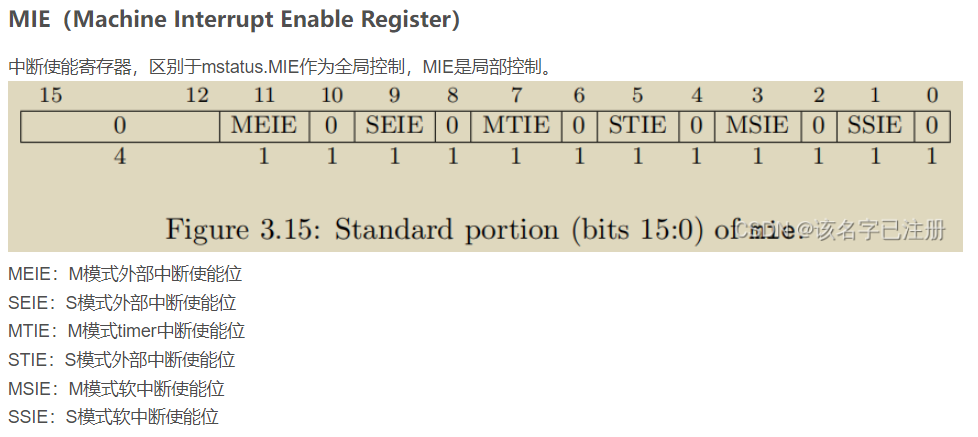 MIE（Machine Interrupt Enable Register）
中断使能寄存器，区别于mstatus.MIE作为全局控制，MIE是局部控制。
15 12 11 10 9 8 7 6 5 4 3 2 1 0
0 MEIE 0 SEIE 0 MTIE 0 STIE 0 MSIE 0 SSIE 0
4 1 1 1 1 1 1 1 1 1 1 1 1
Figure 3.15: Standard portion (bits 15:0) of mie.
CSDN @该名字已注册
MEIE：M模式外部中断使能位
SEIE：S模式外部中断使能位
MTIE：M模式timer中断使能位
STIE：S模式外部中断使能位
MSIE：M模式软中断使能位
SSIE：S模式软中断使能位